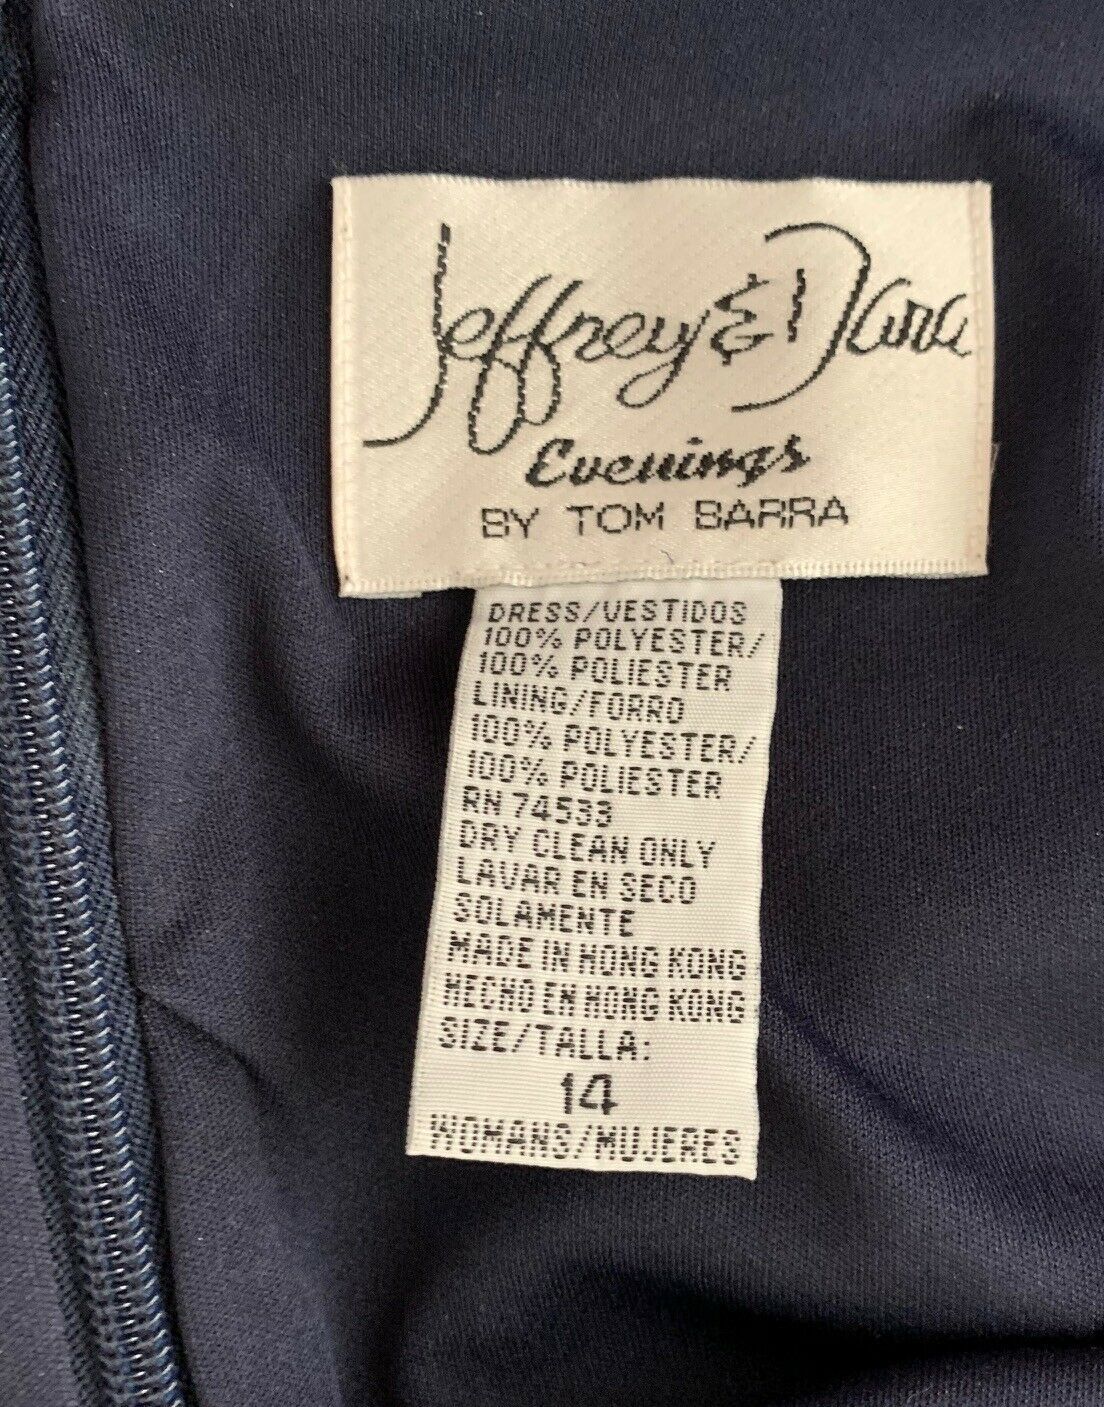 Jeffrey & Dara
Evenings
BY TOM BARRA
DRESS/VESTIDOS
100% POLYESTER/
100% POLIESTER
LINING/FORRO
100% POLYESTER/
100% POLIESTER
RN 74533
DRY CLEAN ONLY
LAVAR EN SECO
SOLAMENTE
MADE IN HONG KONG
HECHO EN HONG KONG
SIZE/TALLA:
14
WOMANS/MUJERES